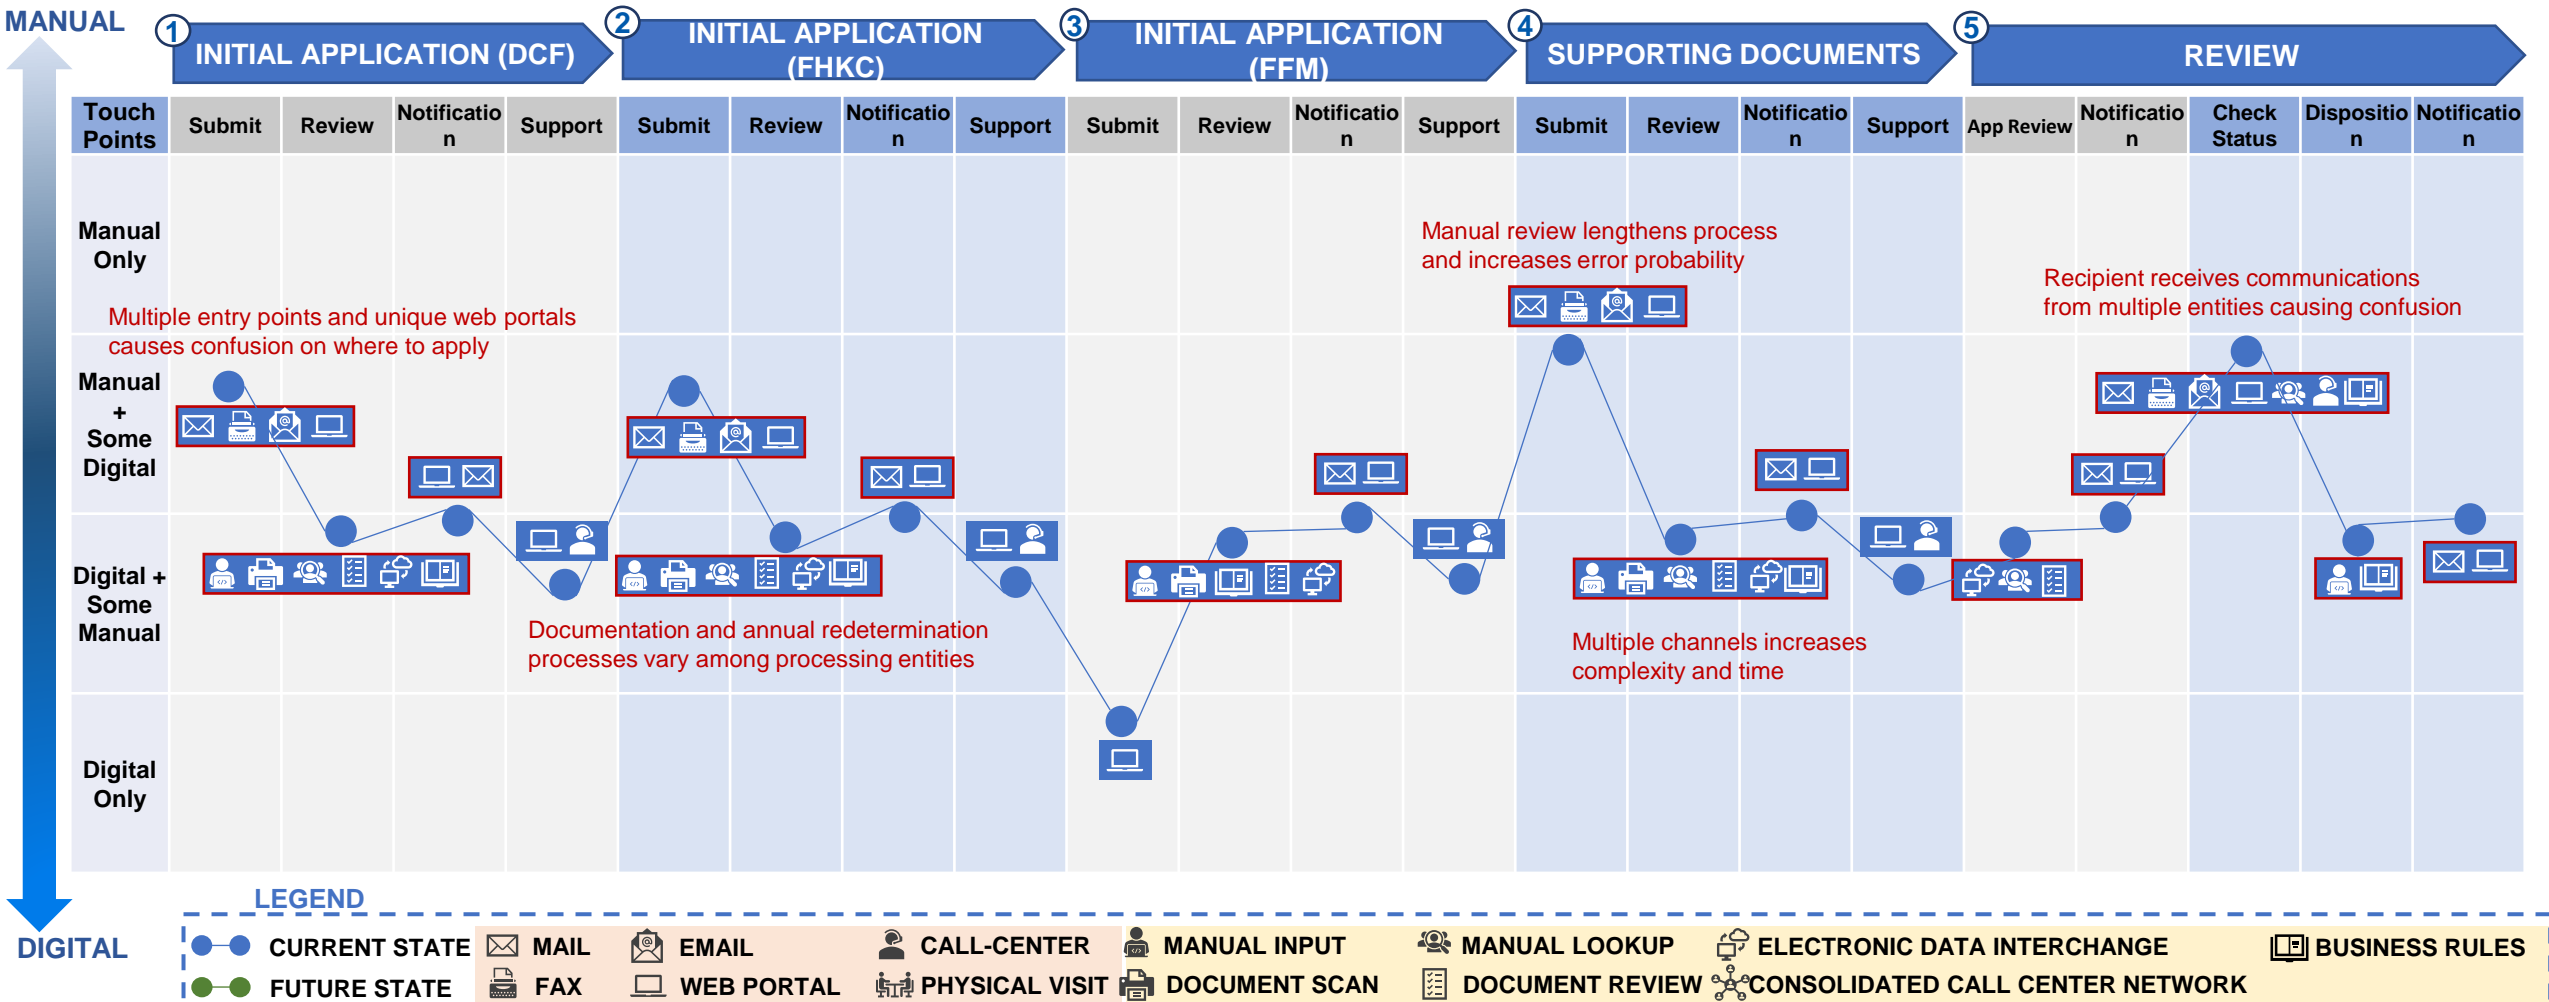 MANUAL
1
INITIAL APPLICATION (DCF)
2
INITIAL APPLICATION
(FHKC)
3
INITIAL APPLICATION
(FFM)
4
SUPPORTING DOCUMENTS
5
REVIEW
Touch
Points
Submit
Review
Notificatio
n
Support
Submit
Review
Notificatio
n
Support
Submit
Review
Notificatio
n
Support
Submit
Review
Notificatio
n
Support
App Review
Notificatio
n
Check
Status
Dispositio
n
Notificatio
n
Manual
Only
Manual review lengthens process
and increases error probability
Recipient receives communications
from multiple entities causing confusion
Multiple entry points and unique web portals
causes confusion on where to apply
Manual
+
Some
Digital
Digital +
Some
Manual
Documentation and annual redetermination
processes vary among processing entities
Multiple channels increases
complexity and time
Digital
Only
DIGITAL
LEGEND
CURRENT STATE
FUTURE STATE
MAIL
FAX
EMAIL
WEB PORTAL
CALL-CENTER
PHYSICAL VISIT
MANUAL INPUT
DOCUMENT SCAN
MANUAL LOOKUP
DOCUMENT REVIEW
ELECTRONIC DATA INTERCHANGE
CONSOLIDATED CALL CENTER NETWORK
BUSINESS RULES